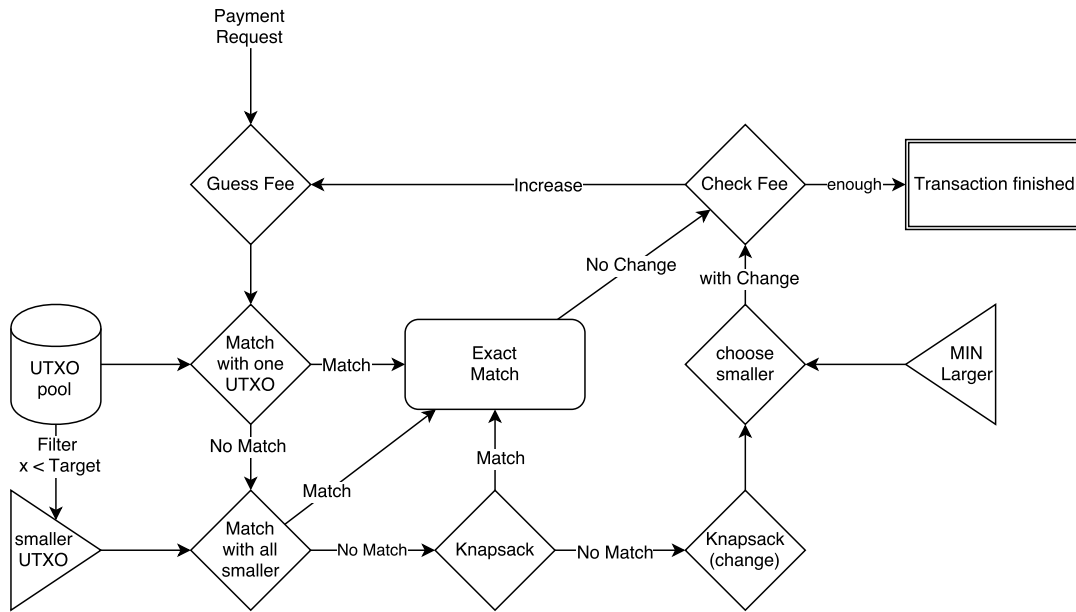 Payment
Request
Guess Fee
Increase
Check Fee
enough
Transaction finished
No Change
with Change
UTXO
pool
Match
with one
UTXO
Match
Exact
Match
choose
smaller
MIN
Larger
Filter
x < Target
No Match
Match
Match
smaller
UTXO
Match
with all
smaller
No Match
Knapsack
No Match
Knapsack
(change)